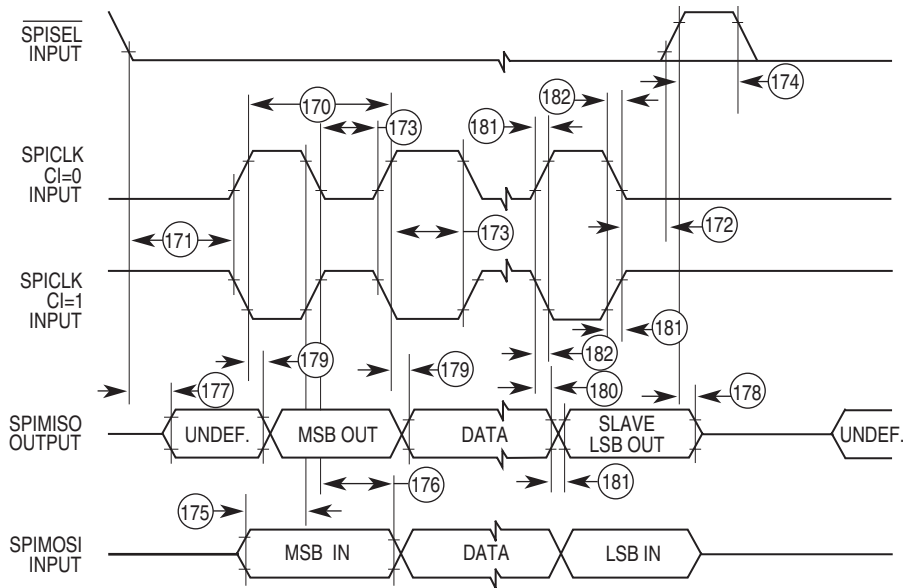 SPISEL
INPUT
174
182
170
181
173
SPICLK
CI=0
INPUT
171
173
172
SPICLK
CI=1
INPUT
181
179
182
179
177
180
178
SPIMISO
OUTPUT
UNDEF.
MSB OUT
DATA
SLAVE
LSB OUT
UNDEF.
176
181
175
SPIMOSI
INPUT
MSB IN
DATA
LSB IN